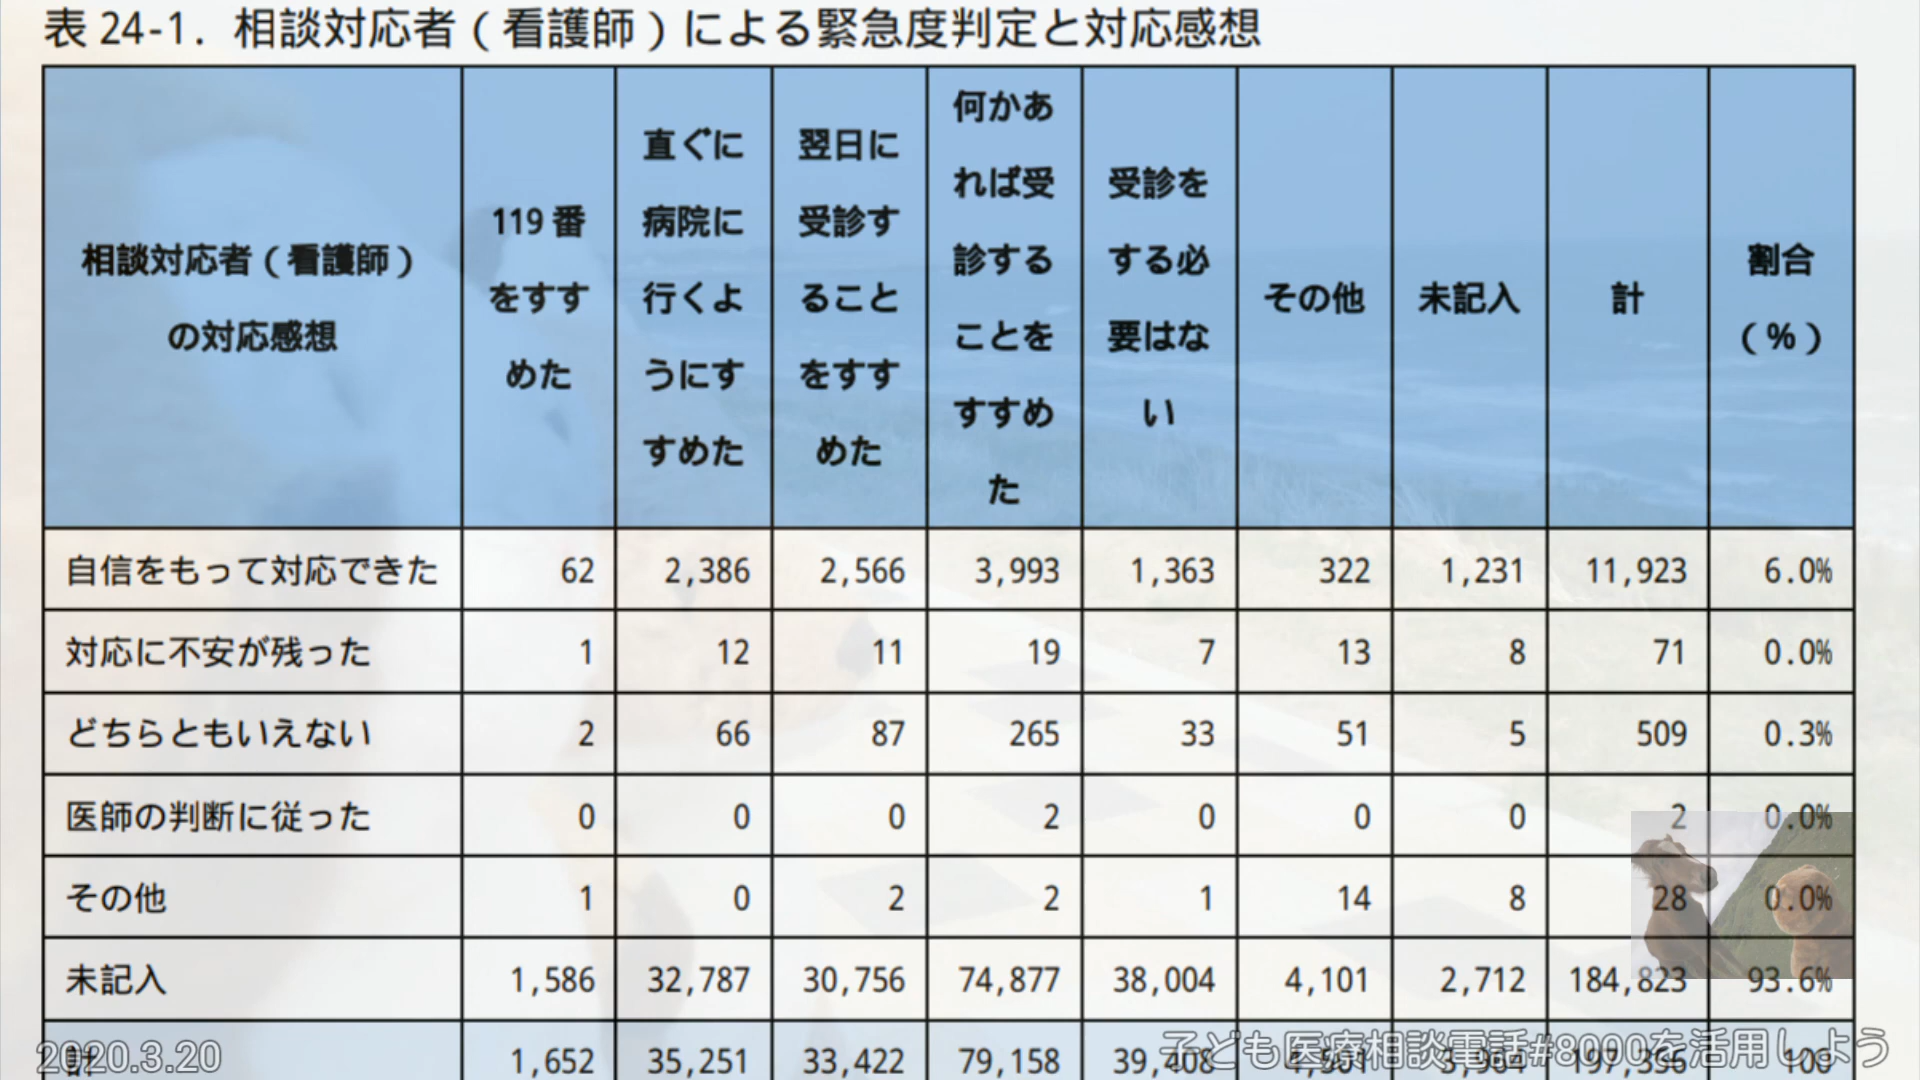 表24-1. 相談対応者(看護師)による緊急度判定と対応感想
相談対応者(看護師)の対応感想 119番をすすめた 直ぐに病院に行くようにすすめた 翌日に受診することをすすめた 何かあれば受診することをすすめた 受診をする必要はない その他 未記入 計 割合(%)
自信をもって対応できた 62 2,386 2,566 3,993 1,363 322 1,231 11,923 6.0%
対応に不安が残った 1 12 11 19 7 13 8 71 0.0%
どちらともいえない 2 66 87 265 33 51 5 509 0.3%
医師の判断に従った 0 0 0 2 0 0 0 2 0.0%
その他 1 0 2 2 1 14 8 28 0.0%
未記入 1,586 32,787 30,756 74,877 38,004 4,101 2,712 184,823 93.6%
計 1,652 35,251 33,422 79,158 39,408 100
2020.3.20
子ども医療相談電話#8000を活用しよう